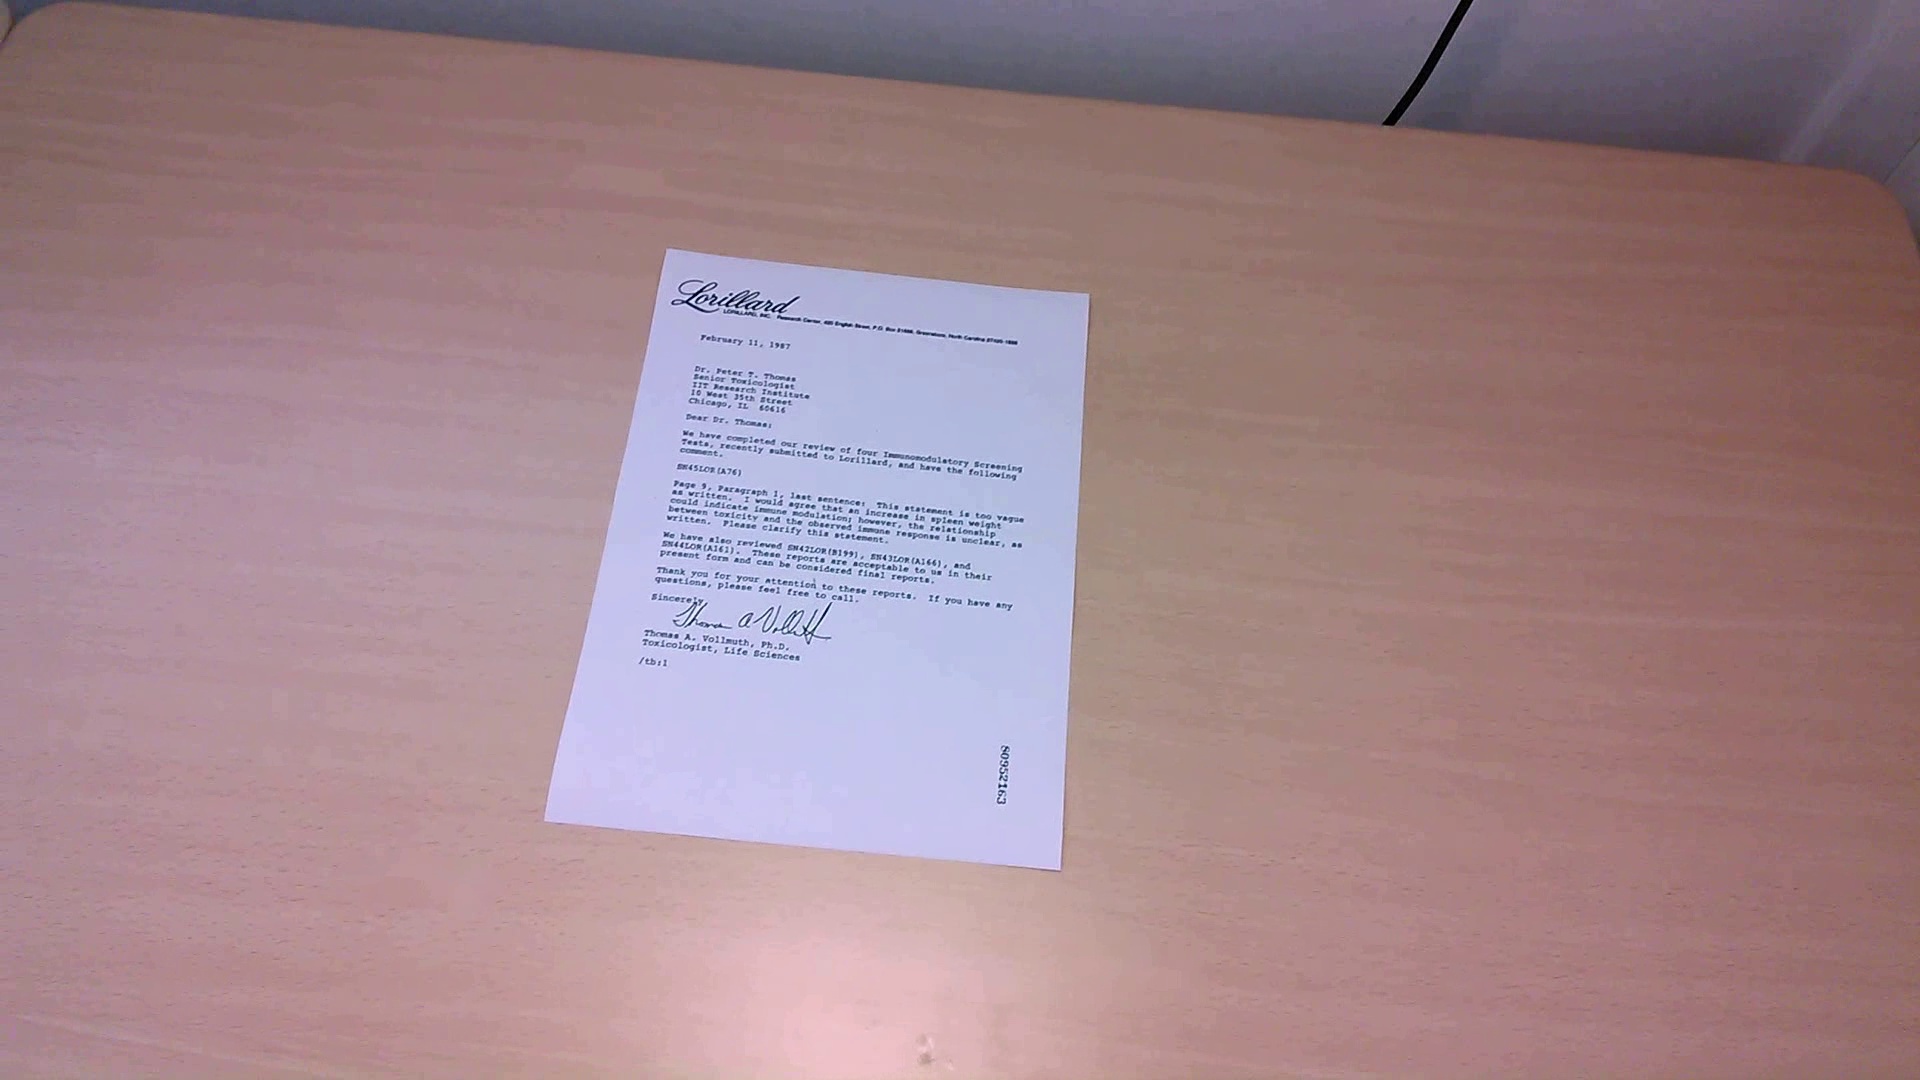 Lorillard
LORILLARD, INC. Research Center, 420 English Street, P.O. Box 21688, Greensboro, North Carolina 27420-1688
February 11, 1987
Dr. Peter T. Thomas
Senior Toxicologist
IIT Research Institute
10 West 35th Street
Chicago, IL 60616
Dear Dr. Thomas:
We have completed our review of four Immunomodulatory Screening
Tests, recently submitted to Lorillard, and have the following
comment.
SN45LOR(A76)
Page 9, Paragraph 1, last sentence: This statement is too vague
as written. I would agree that an increase in spleen weight
could indicate immune modulation; however, the relationship
between toxicity and the observed immune response is unclear, as
written. Please clarify this statement.
We have also reviewed SN42LOR(B199), SN43LOR(A166), and
SN44LOR(A161). These reports are acceptable to us in their
present form and can be considered final reports.
Thank you for your attention to these reports. If you have any
questions, please feel free to call.
Sincerely,
Thomas A Vollmuth
Thomas A. Vollmuth, Ph.D.
Toxicologist, Life Sciences
/tb:1
80952163